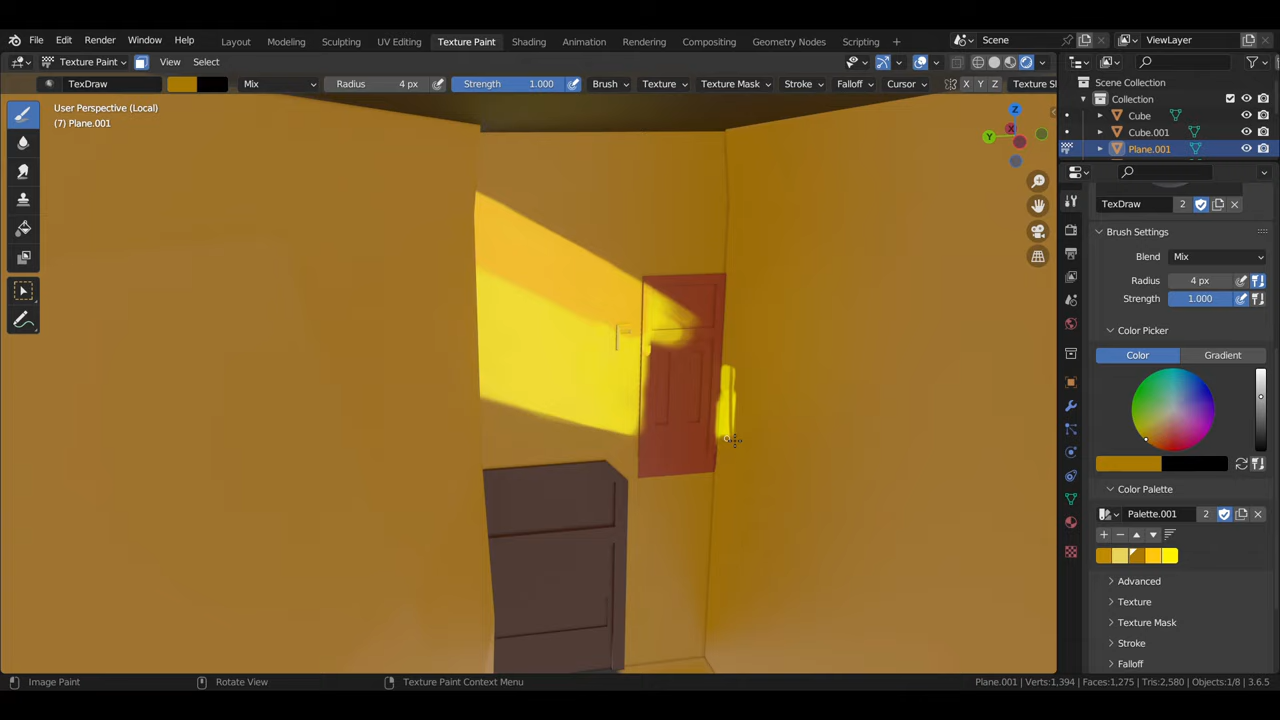 File Edit Render Window Help
Layout Modeling Sculpting UV Editing Texture Paint Shading Animation Rendering Compositing Geometry Nodes Scripting +
Scene
ViewLayer
Texture Paint View Select
TexDraw Mix Radius 4 px Strength 1.000 Brush Texture Texture Mask Stroke Falloff Cursor X Y Z Texture Sl
User Perspective (Local)
(7) Plane.001
Z
Y
X
Scene Collection
Collection
Cube
Cube.001
Plane.001
TexDraw 2
Brush Settings
Blend Mix
Radius 4 px
Strength 1.000
Color Picker
Color Gradient
Color Palette
Palette.001 2
Advanced
Texture
Texture Mask
Stroke
Falloff
Image Paint Rotate View Texture Paint Context Menu Plane.001 | Verts:1,394 | Faces:1,275 | Tris:2,580 | Objects:1/8 | 3.6.5